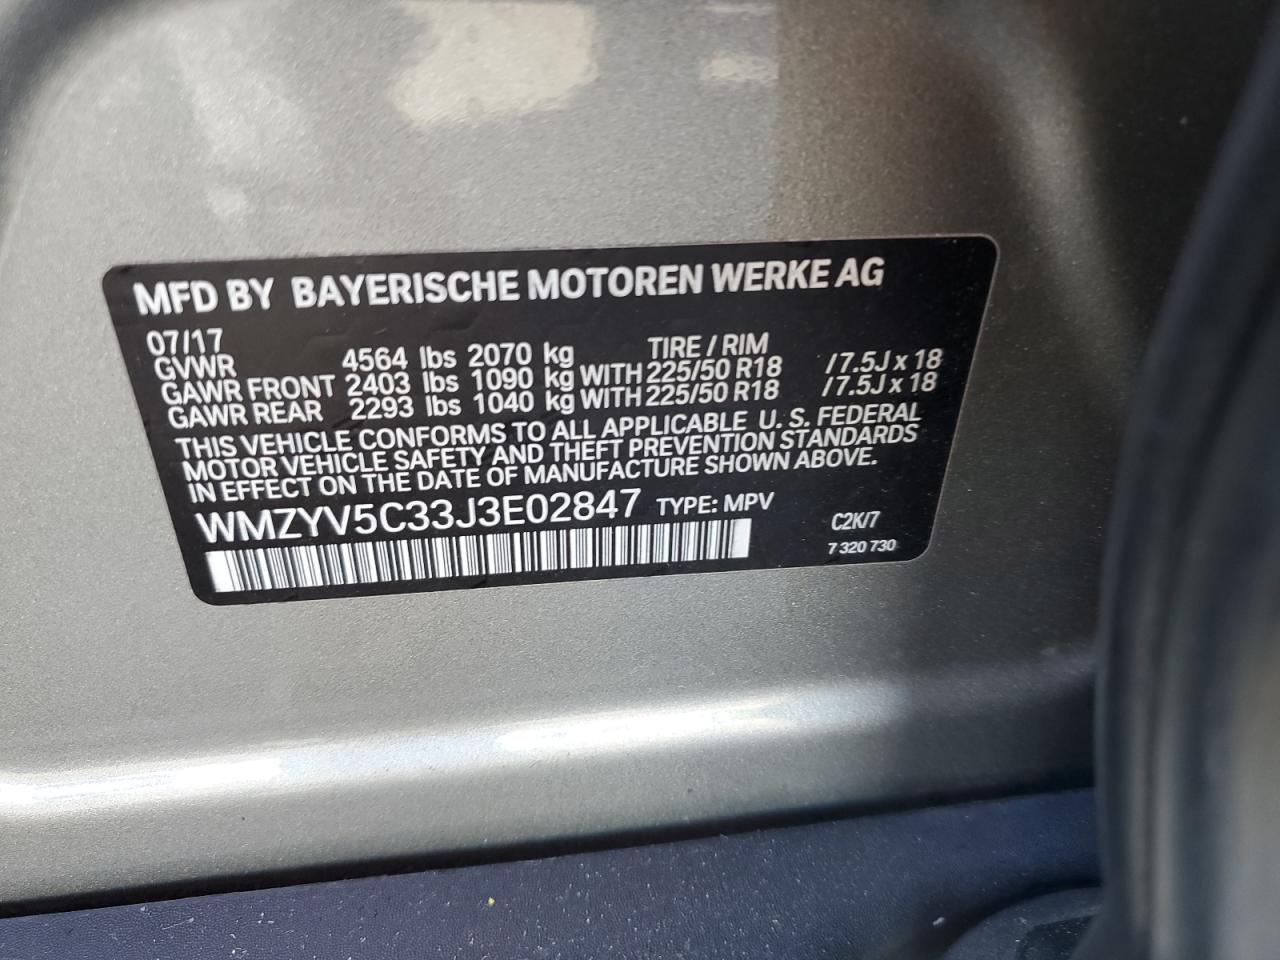 MFD BY BAYERISCHE MOTOREN WERKE AG
07/17 TIRE / RIM
GVWR 4564 lbs 2070 kg
GAWR FRONT 2403 lbs 1090 kg WITH 225/50 R18 /7.5J x 18
GAWR REAR 2293 lbs 1040 kg WITH 225/50 R18 /7.5J x 18
THIS VEHICLE CONFORMS TO ALL APPLICABLE U. S. FEDERAL
MOTOR VEHICLE SAFETY AND THEFT PREVENTION STANDARDS
IN EFFECT ON THE DATE OF MANUFACTURE SHOWN ABOVE.
WMZYV5C33J3E02847 TYPE: MPV
C2K/7
7 320 730